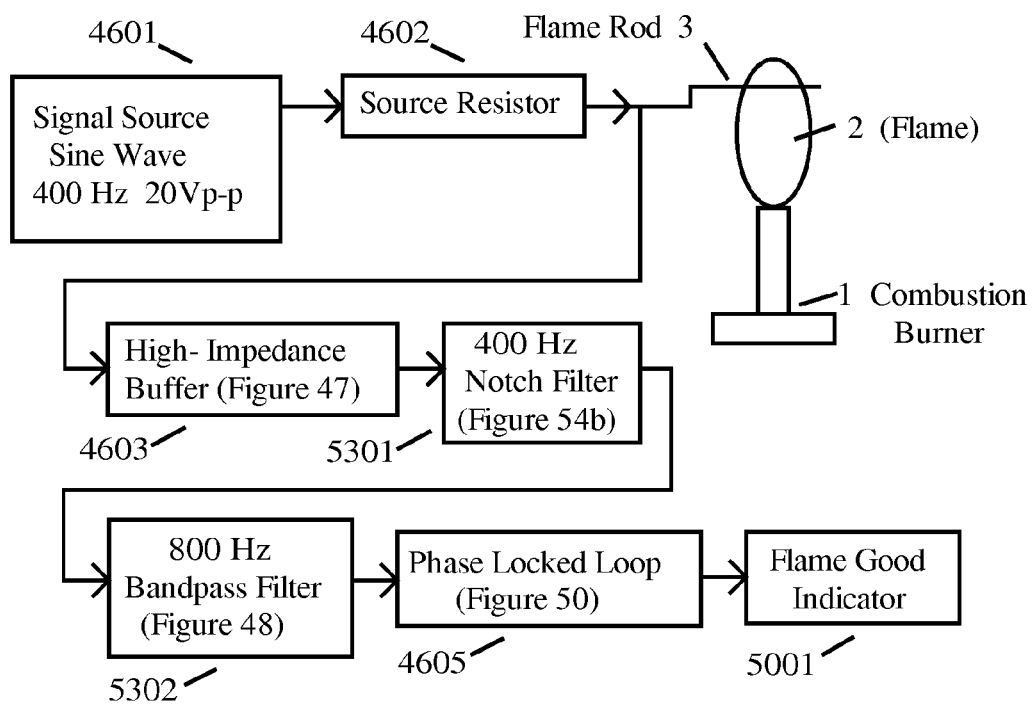 4601
4602
Flame Rod 3
Signal Source
Sine Wave
400 Hz 20Vp-p
Source Resistor
2 (Flame)
1 Combustion
Burner
High- Impedance
Buffer (Figure 47)
400 Hz
Notch Filter
(Figure 54b)
4603
5301
800 Hz
Bandpass Filter
(Figure 48)
Phase Locked Loop
(Figure 50)
Flame Good
Indicator
5302
4605
5001